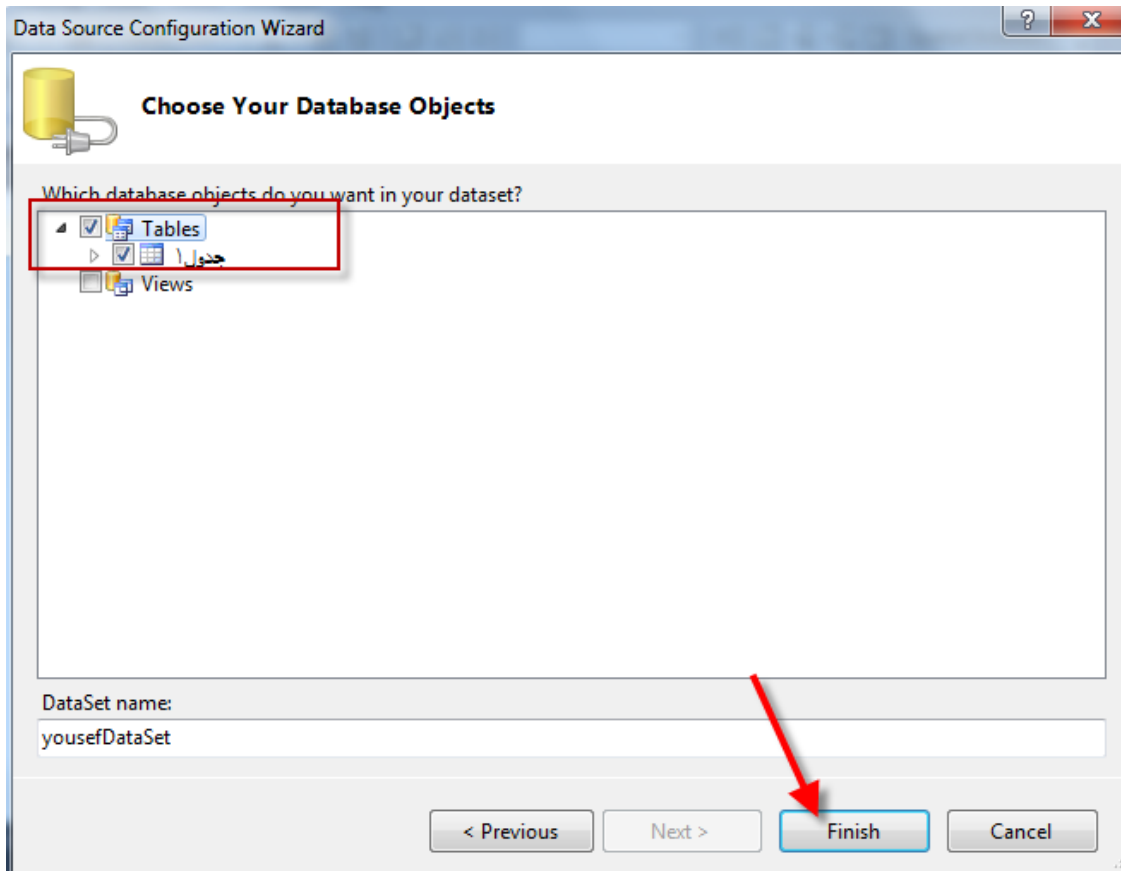 Data Source Configuration Wizard
?
Choose Your Database Objects
Which database objects do you want in your dataset?
Tables
جدول١
Views
DataSet name:
yousefDataSet
< Previous
Next >
Finish
Cancel